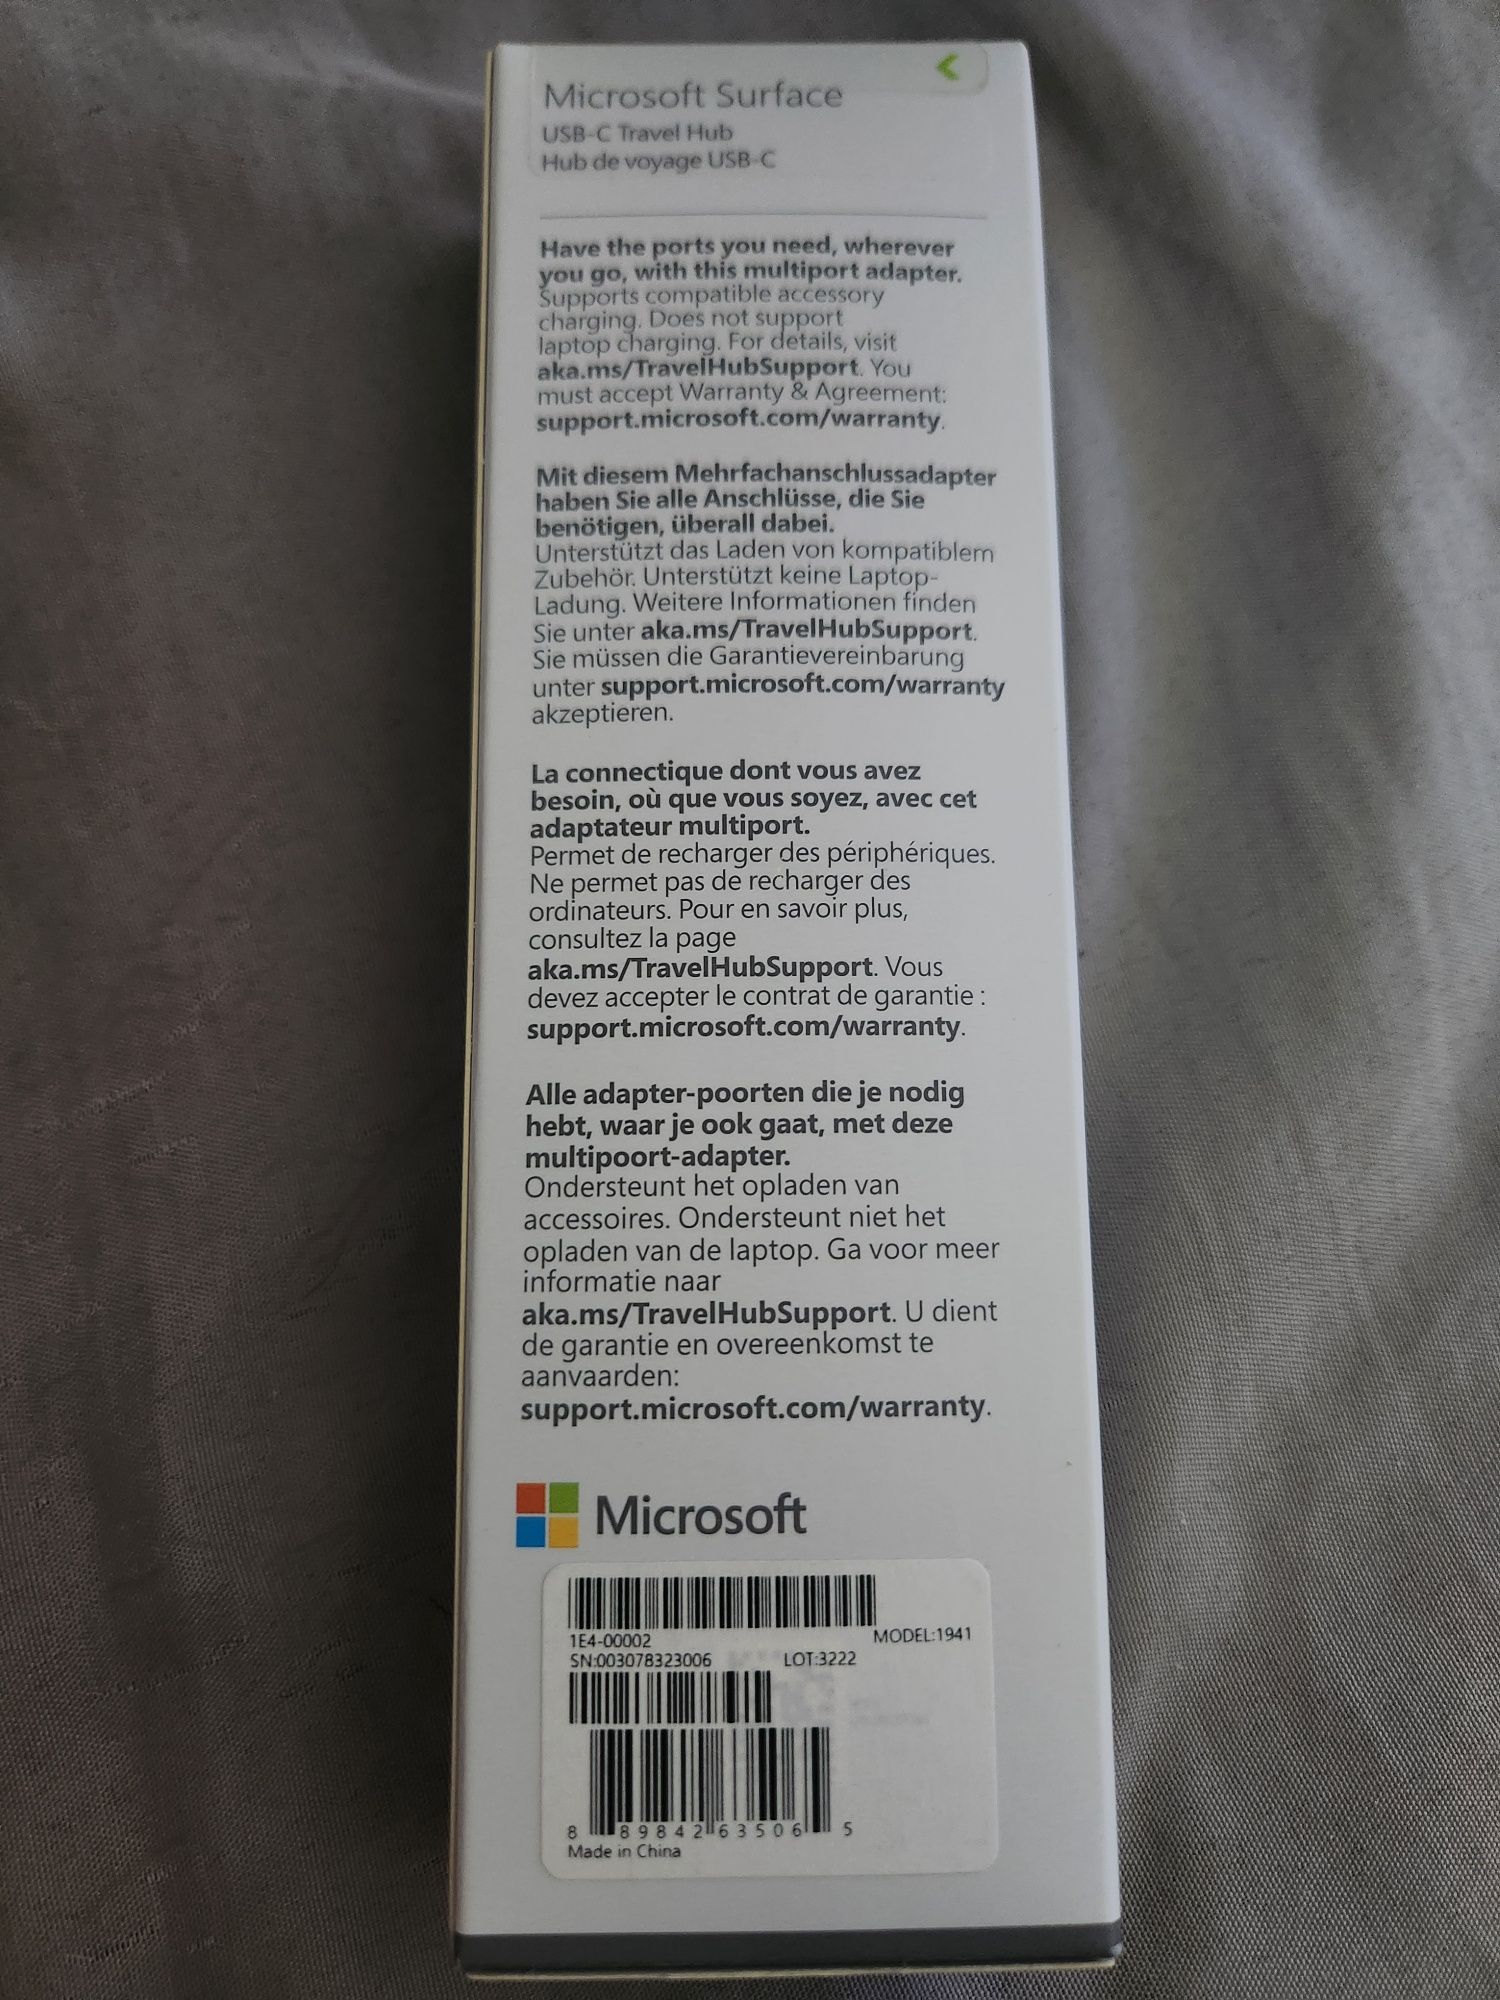 Microsoft Surface
USB-C Travel Hub
Hub de voyage USB-C
Have the ports you need, wherever
you go, with this multiport adapter.
Supports compatible accessory
charging. Does not support
laptop charging. For details, visit
aka.ms/TravelHubSupport. You
must accept Warranty & Agreement:
support.microsoft.com/warranty.
Mit diesem Mehrfachanschlussadapter
haben Sie alle Anschlüsse, die Sie
benötigen, überall dabei.
Unterstützt das Laden von kompatiblem
Zubehör. Unterstützt keine Laptop-
Ladung. Weitere Informationen finden
Sie unter aka.ms/TravelHubSupport.
Sie müssen die Garantievereinbarung
unter support.microsoft.com/warranty
akzeptieren.
La connectique dont vous avez
besoin, où que vous soyez, avec cet
adaptateur multiport.
Permet de recharger des périphériques.
Ne permet pas de recharger des
ordinateurs. Pour en savoir plus,
consultez la page
aka.ms/TravelHubSupport. Vous
devez accepter le contrat de garantie :
support.microsoft.com/warranty.
Alle adapter-poorten die je nodig
hebt, waar je ook gaat, met deze
multipoort-adapter.
Ondersteunt het opladen van
accessoires. Ondersteunt niet het
opladen van de laptop. Ga voor meer
informatie naar
aka.ms/TravelHubSupport. U dient
de garantie en overeenkomst te
aanvaarden:
support.microsoft.com/warranty.
Microsoft
1E4-00002 MODEL:1941
SN:003078323006 LOT:3222
8 89842 63506 5
Made in China